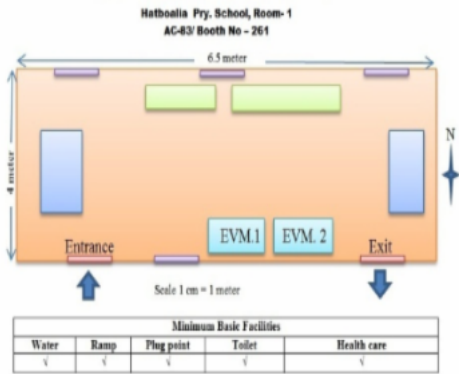 Hatboalia Pry. School, Room- 1
AC-83/ Booth No – 261
6.5 meter
4 meter
N
EVM.1 EVM. 2
Entrance Exit
Scale 1 cm = 1 meter
Minimum Basic Facilities
Water Ramp Plug point Toilet Health care
√ √ √ √ √